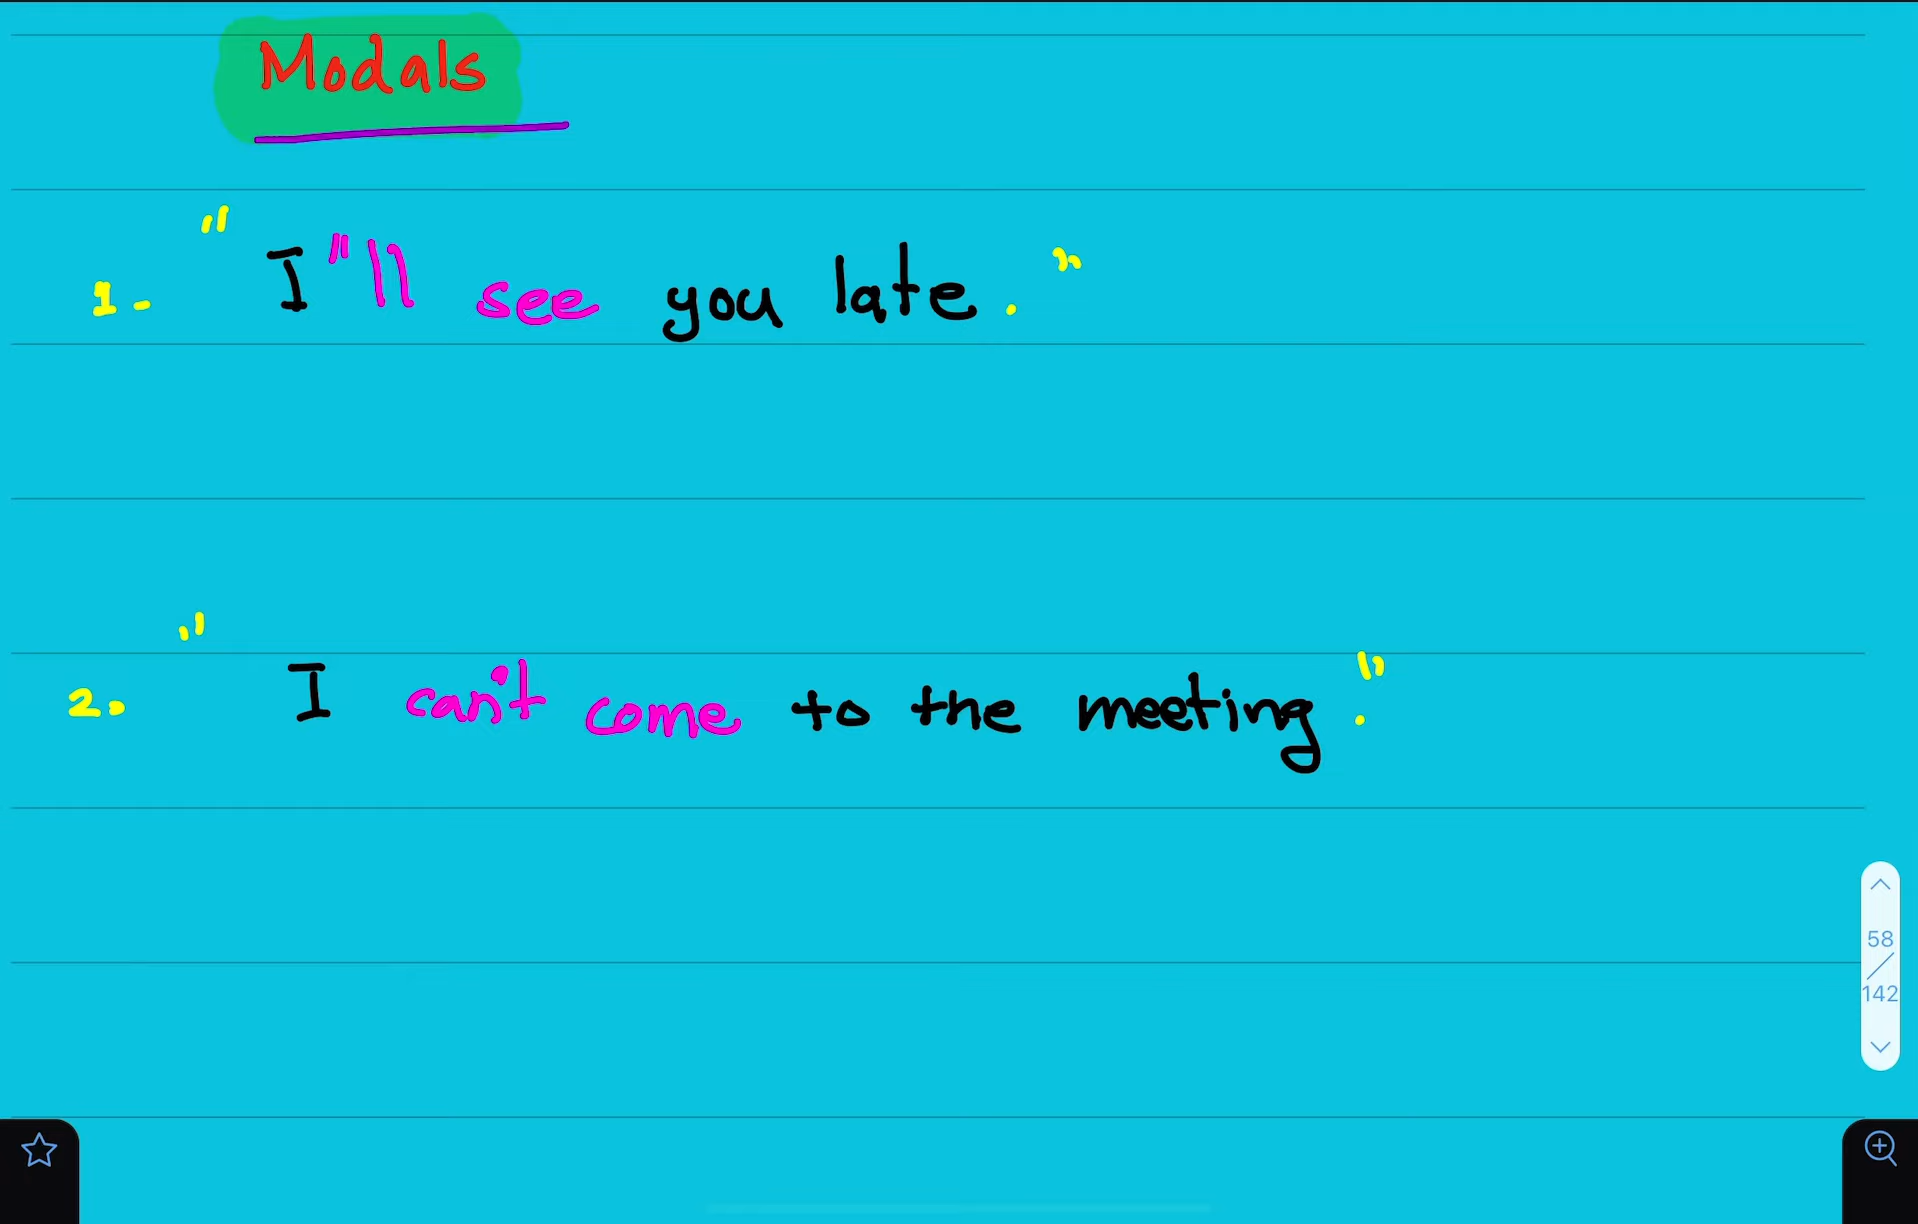 Modals
1- " I"ll see you late. "
2. " I can't come to the meeting. "
58
142